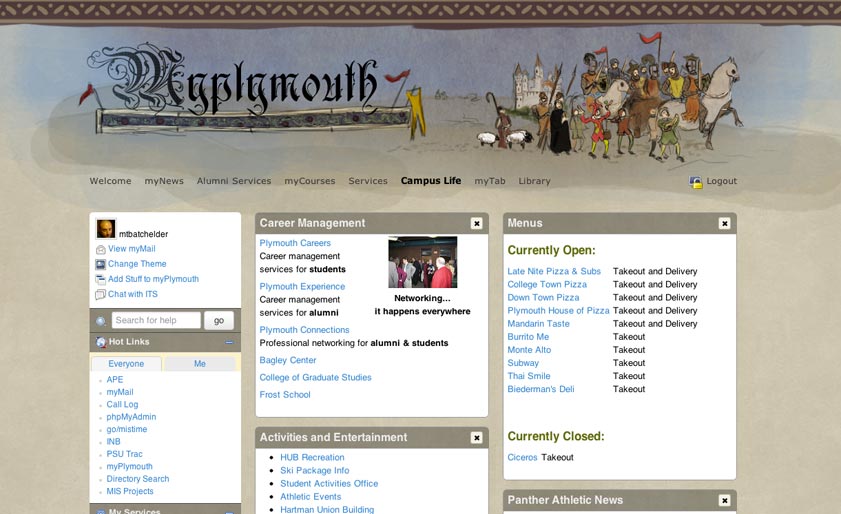 Myplymouth
Welcome myNews Alumni Services myCourses Services Campus Life myTab Library Logout
mtbatchelder
View myMail
Change Theme
Add Stuff to myPlymouth
Chat with ITS
Search for help go
Hot Links
Everyone Me
APE
myMail
Call Log
phpMyAdmin
go/mistime
INB
PSU Trac
myPlymouth
Directory Search
MIS Projects
My Services
Career Management
Plymouth Careers
Career management
services for students
Plymouth Experience
Career management
services for alumni
Networking...
it happens everywhere
Plymouth Connections
Professional networking for alumni & students
Bagley Center
College of Graduate Studies
Frost School
Activities and Entertainment
HUB Recreation
Ski Package Info
Student Activities Office
Athletic Events
Hartman Union Building
Menus
Currently Open:
Late Nite Pizza & Subs Takeout and Delivery
College Town Pizza Takeout and Delivery
Down Town Pizza Takeout and Delivery
Plymouth House of Pizza Takeout and Delivery
Mandarin Taste Takeout and Delivery
Burrito Me Takeout
Monte Alto Takeout
Subway Takeout
Thai Smile Takeout
Biederman's Deli Takeout
Currently Closed:
Ciceros Takeout
Panther Athletic News